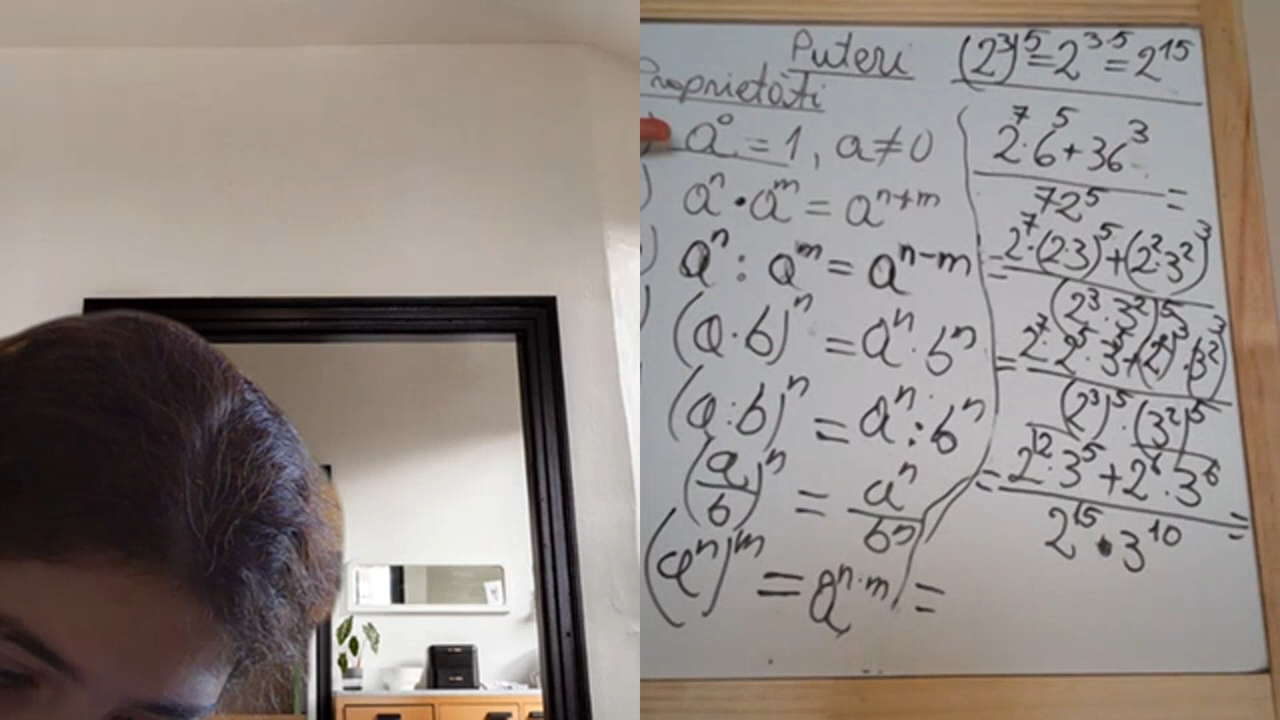 Puteri
Proprietăti
a⁰ = 1, a≠0
aⁿ · aᵐ = aⁿ⁺ᵐ
aⁿ : aᵐ = aⁿ⁻ᵐ
(a·b)ⁿ = aⁿ · bⁿ
(a:b)ⁿ = aⁿ : bⁿ
(a/b)ⁿ = aⁿ/bⁿ
(aⁿ)ᵐ = aⁿ·ᵐ =
(2³)⁵ = 2³·⁵ = 2¹⁵
2⁷·6⁵+36³
72⁵ =
= 2⁷·(2·3)⁵+(2²·3²)³
(2³·3²)⁵
= 2⁷·2⁵·3⁵+(2²)³·(3²)³
(2³)⁵·(3²)⁵
= 2¹²·3⁵+2⁶·3⁶
2¹⁵·3¹⁰ =